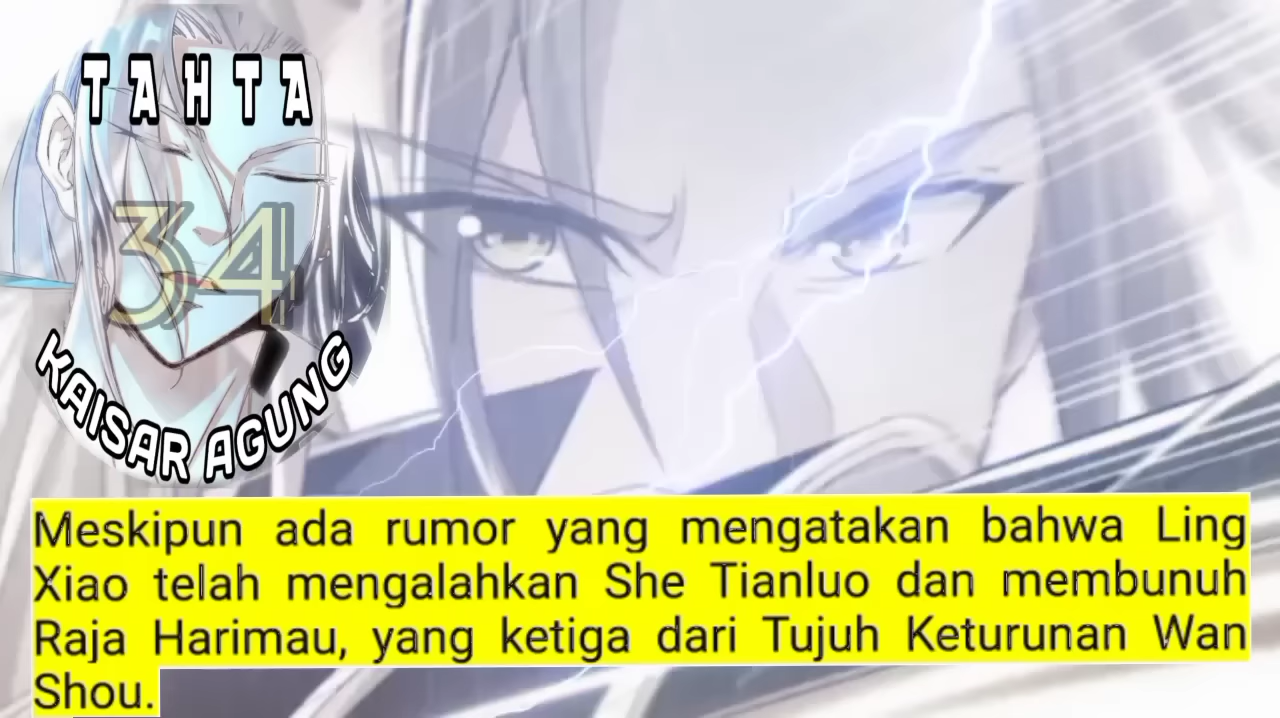 TAHTA
34
KAISAR AGUNG
Meskipun ada rumor yang mengatakan bahwa Ling
Xiao telah mengalahkan She Tianluo dan membunuh
Raja Harimau, yang ketiga dari Tujuh Keturunan Wan
Shou.